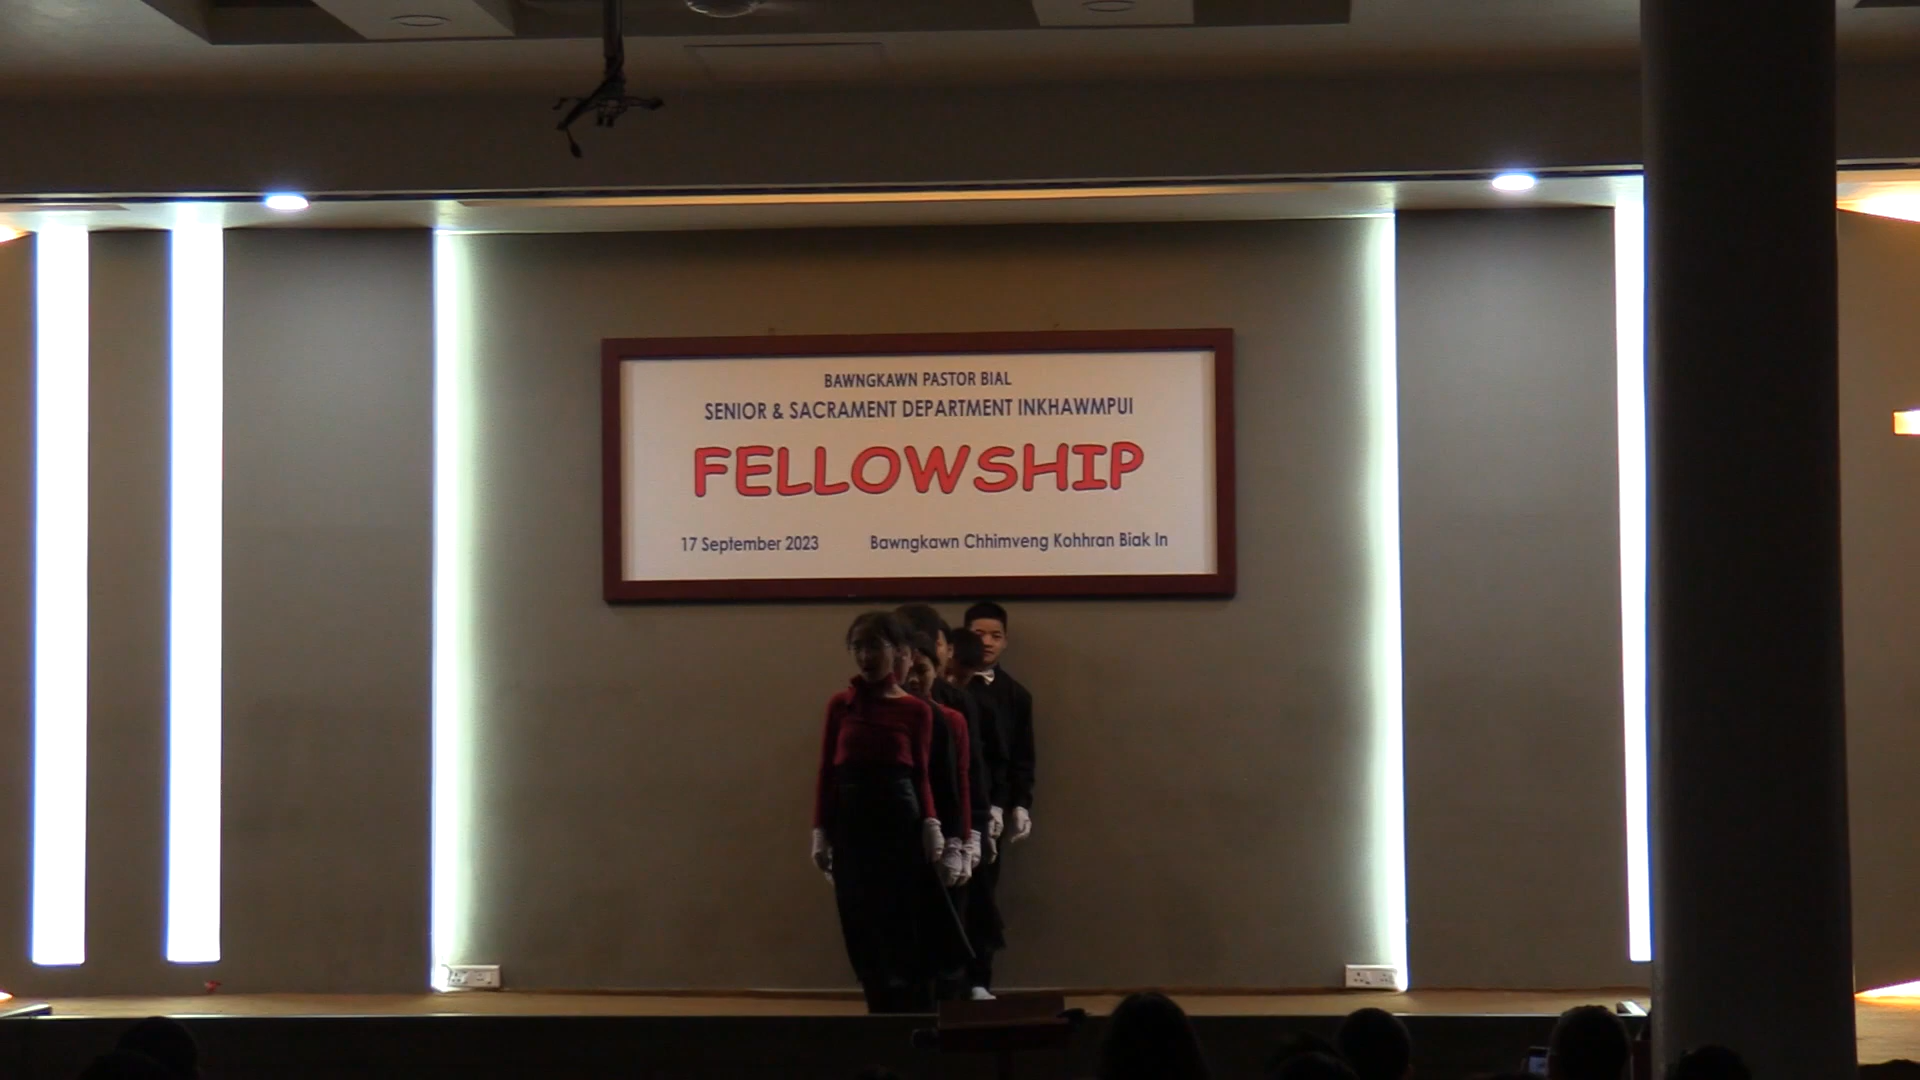 BAWNGKAWN PASTOR BIAL
SENIOR & SACRAMENT DEPARTMENT INKHAWMPUI
FELLOWSHIP
17 September 2023 Bawngkawn Chhimveng Kohhran Biak In